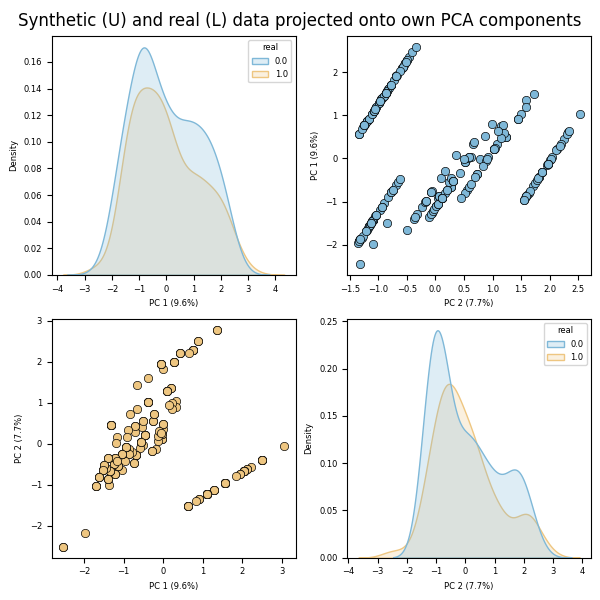 Synthetic (U) and real (L) data projected onto own PCA components
real
0.0
1.0
Density
0.16
0.14
0.12
0.10
0.08
0.06
0.04
0.02
0.00
−4 −3 −2 −1 0 1 2 3 4
PC 1 (9.6%)
PC 1 (9.6%)
2
1
0
−1
−2
−1.5 −1.0 −0.5 0.0 0.5 1.0 1.5 2.0 2.5
PC 2 (7.7%)
PC 2 (7.7%)
3
2
1
0
−1
−2
−2 −1 0 1 2 3
PC 1 (9.6%)
real
0.0
1.0
Density
0.25
0.20
0.15
0.10
0.05
0.00
−4 −3 −2 −1 0 1 2 3 4
PC 2 (7.7%)